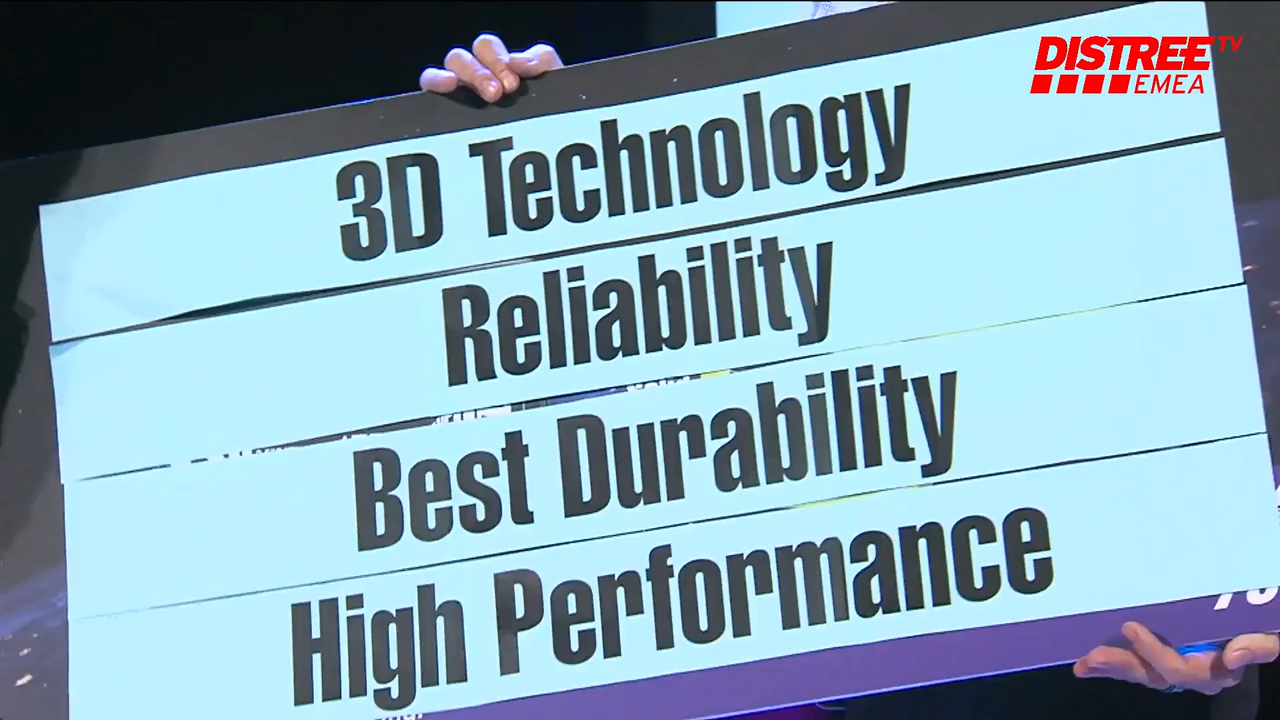 DISTREE TV
EMEA
3D Technology
Reliability
Best Durability
High Performance